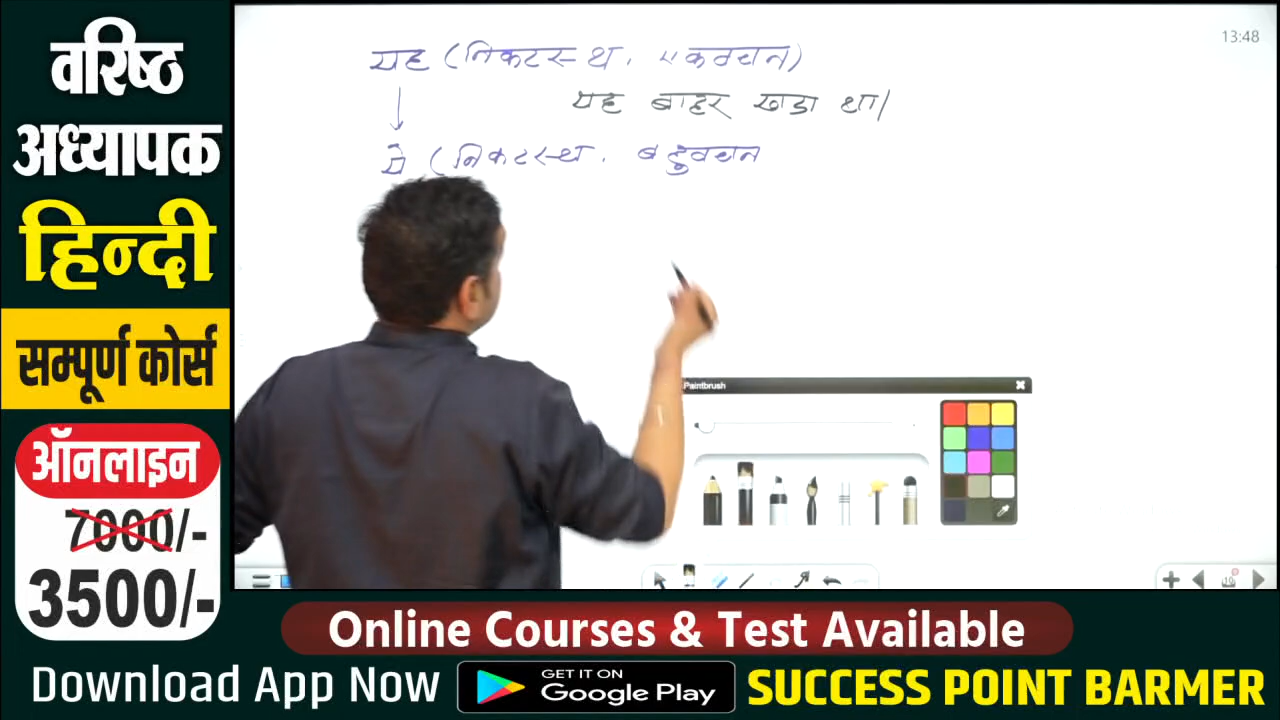 वरिष्ठ
अध्यापक
हिन्दी
सम्पूर्ण कोर्स
ऑनलाइन
7000/-
3500/-
13:48
यह (निकटस्थ, एकवचन)
यह बाहर खडा था।
ये (निकटस्थ, बहुवचन
Paintbrush
Online Courses & Test Available
Download App Now
GET IT ON
Google Play
SUCCESS POINT BARMER